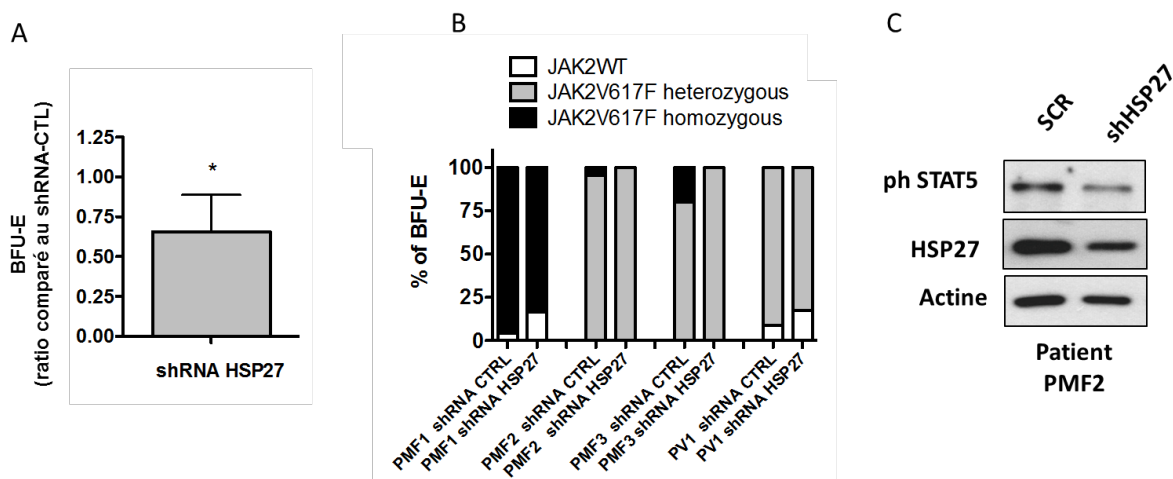 A
BFU-E
(ratio comparé au shRNA-CTL)
1.25
1.00
0.75
0.50
0.25
0.00
*
shRNA HSP27
B
JAK2WT
JAK2V617F heterozygous
JAK2V617F homozygous
% of BFU-E
100
75
50
25
0
PMF1 shRNA CTRL
PMF1 shRNA HSP27
PMF2 shRNA CTRL
PMF2 shRNA HSP27
PMF3 shRNA CTRL
PMF3 shRNA HSP27
PV1 shRNA CTRL
PV1 shRNA HSP27
C
SCR
shHSP27
ph STAT5
HSP27
Actine
Patient
PMF2